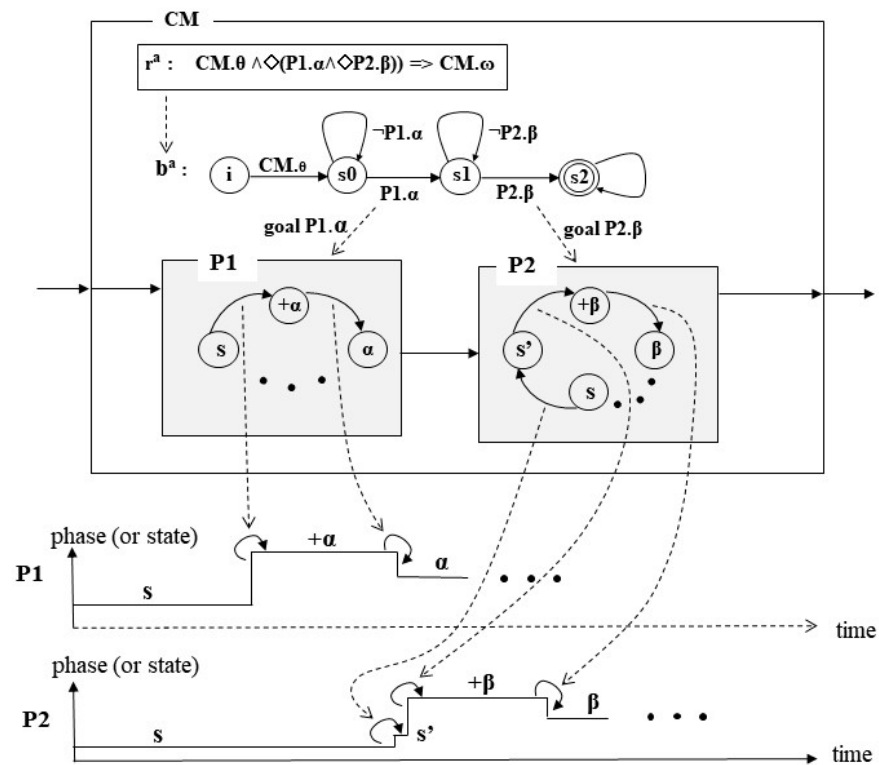 CM
rᵃ : CM.θ ∧◇(P1.α∧◇P2.β)) => CM.ω
¬P1.α ¬P2.β
bᵃ : i CM.θ s0 s1 s2
P1.α P2.β
goal P1.α goal P2.β
P1 P2
+α +β
s α s’ β
s
phase (or state)
+α
P1 α
s
time
phase (or state)
+β
P2 β
s s’
time